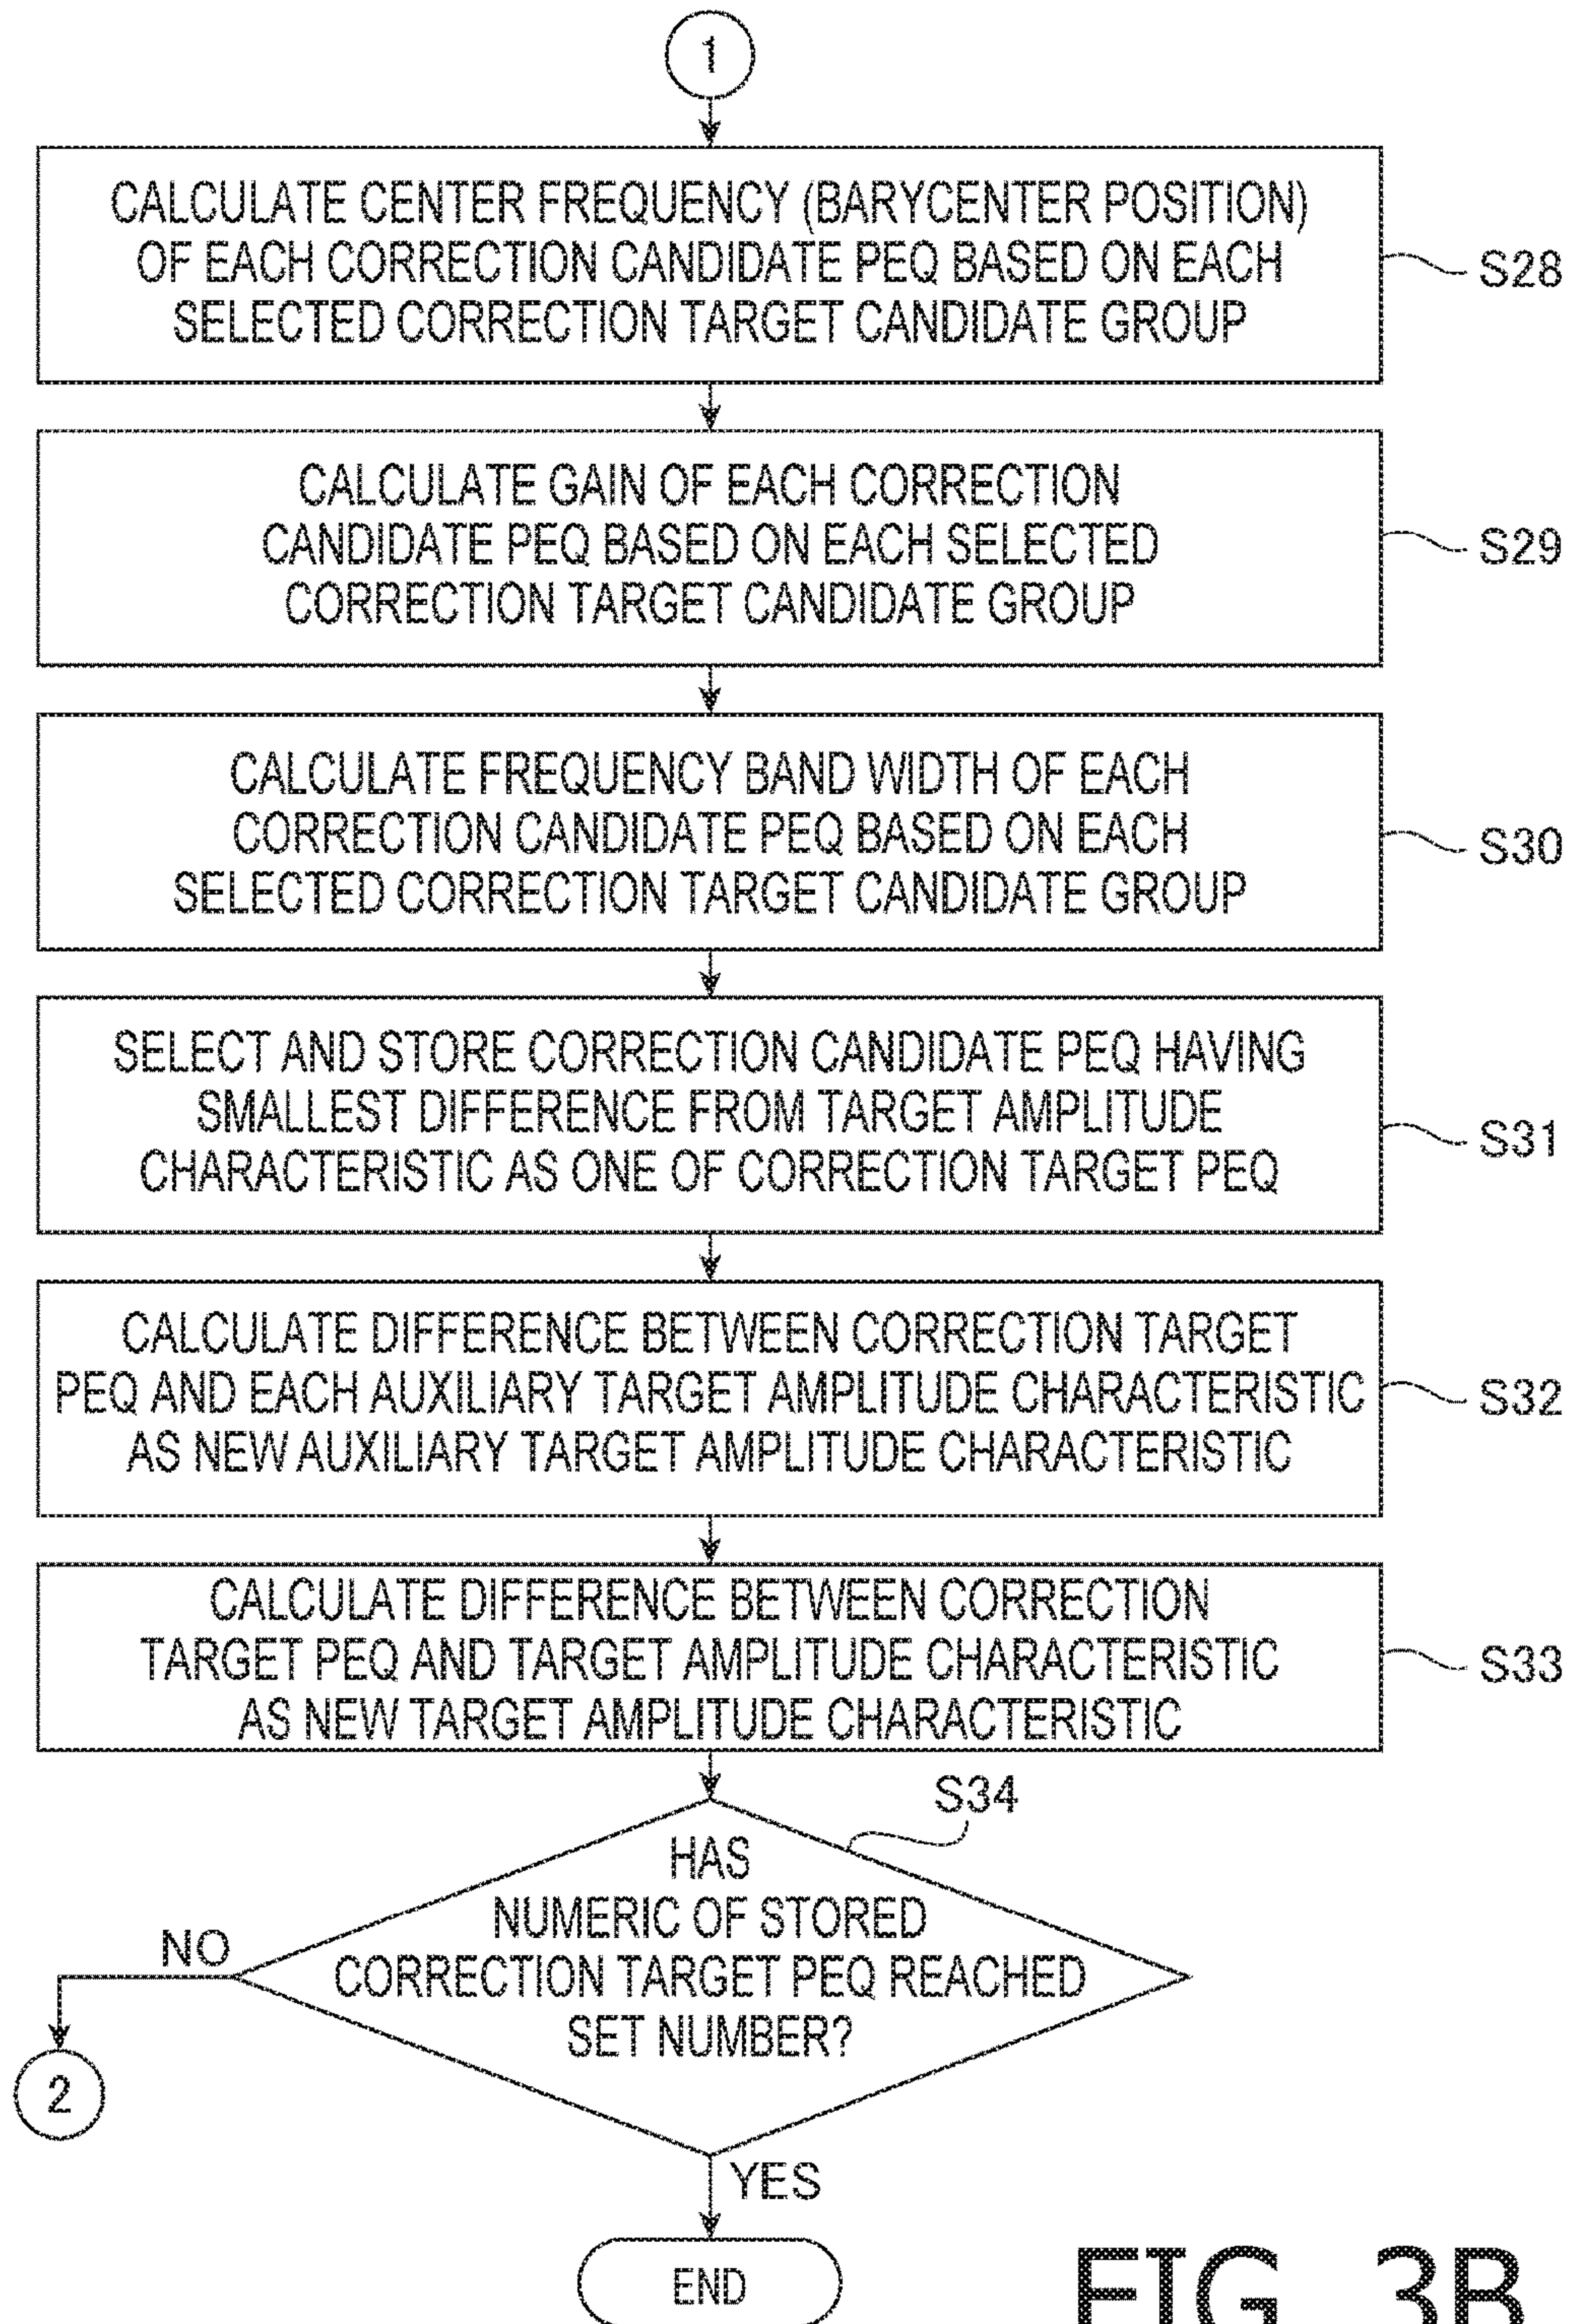 1
CALCULATE CENTER FREQUENCY (BARYCENTER POSITION)
OF EACH CORRECTION CANDIDATE PEQ BASED ON EACH
SELECTED CORRECTION TARGET CANDIDATE GROUP
S28
CALCULATE GAIN OF EACH CORRECTION
CANDIDATE PEQ BASED ON EACH SELECTED
CORRECTION TARGET CANDIDATE GROUP
S29
CALCULATE FREQUENCY BAND WIDTH OF EACH
CORRECTION CANDIDATE PEQ BASED ON EACH
SELECTED CORRECTION TARGET CANDIDATE GROUP
S30
SELECT AND STORE CORRECTION CANDIDATE PEQ HAVING
SMALLEST DIFFERENCE FROM TARGET AMPLITUDE
CHARACTERISTIC AS ONE OF CORRECTION TARGET PEQ
S31
CALCULATE DIFFERENCE BETWEEN CORRECTION TARGET
PEQ AND EACH AUXILIARY TARGET AMPLITUDE CHARACTERISTIC
AS NEW AUXILIARY TARGET AMPLITUDE CHARACTERISTIC
S32
CALCULATE DIFFERENCE BETWEEN CORRECTION
TARGET PEQ AND TARGET AMPLITUDE CHARACTERISTIC
AS NEW TARGET AMPLITUDE CHARACTERISTIC
S33
S34
HAS
NUMERIC OF STORED
CORRECTION TARGET PEQ REACHED
SET NUMBER?
NO
2
YES
END
FIG. 3B